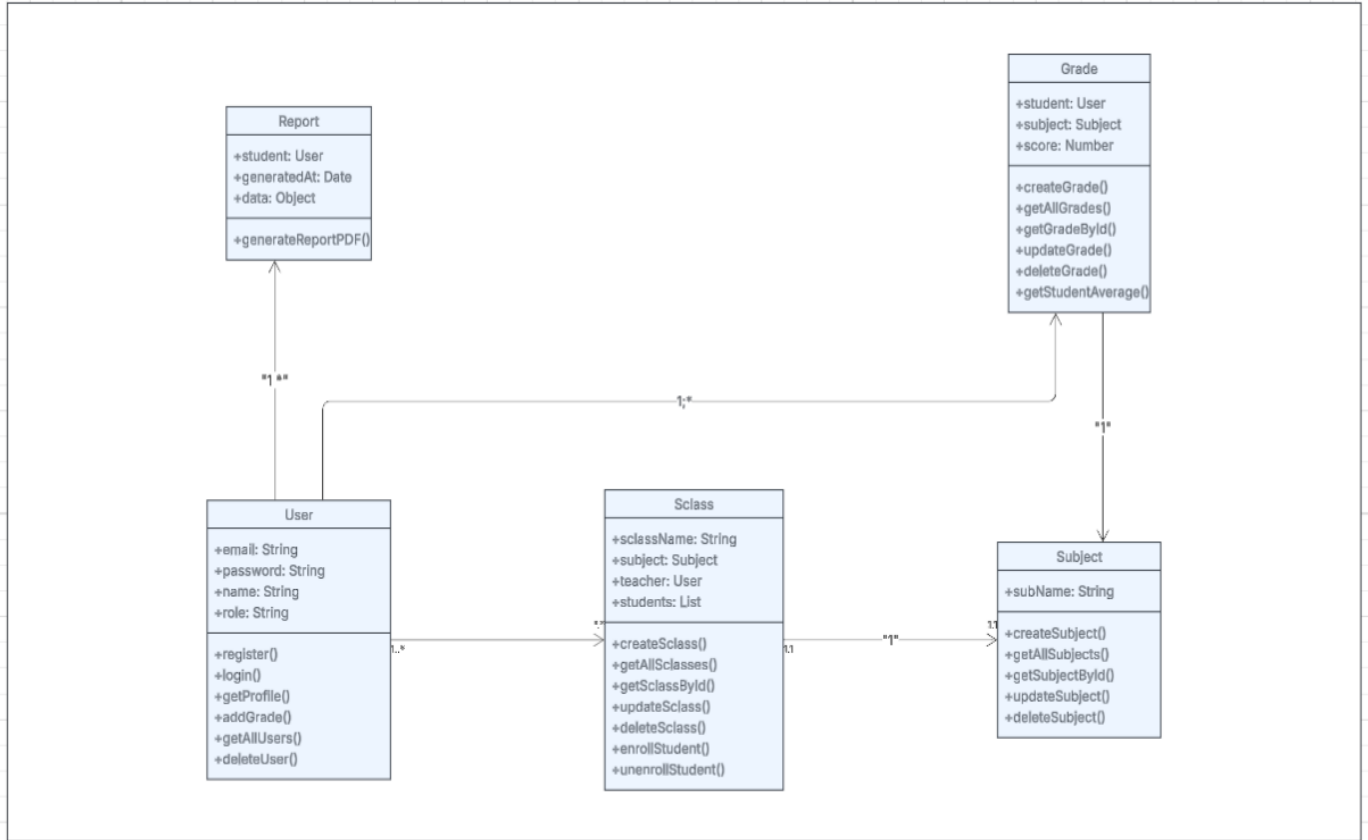 Report
+student: User
+generatedAt: Date
+data: Object
+generateReportPDF()
Grade
+student: User
+subject: Subject
+score: Number
+createGrade()
+getAllGrades()
+getGradeById()
+updateGrade()
+deleteGrade()
+getStudentAverage()
"1 *"
1;*
"1"
User
+email: String
+password: String
+name: String
+role: String
+register()
+login()
+getProfile()
+addGrade()
+getAllUsers()
+deleteUser()
1..*
Sclass
+sclassName: String
+subject: Subject
+teacher: User
+students: List
+createSclass()
+getAllSclasses()
+getSclassById()
+updateSclass()
+deleteSclass()
+enrollStudent()
+unenrollStudent()
1.1
"1"
1.1
Subject
+subName: String
+createSubject()
+getAllSubjects()
+getSubjectById()
+updateSubject()
+deleteSubject()